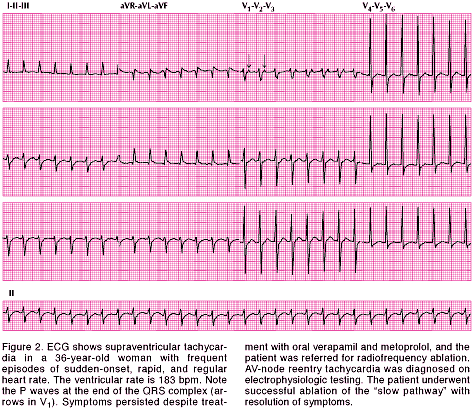 I-II-III aVR-aVL-aVF V1-V2-V3 V4-V5-V6
II
Figure 2. ECG shows supraventricular tachycar-
dia in a 36-year-old woman with frequent
episodes of sudden-onset, rapid, and regular
heart rate. The ventricular rate is 183 bpm. Note
the P waves at the end of the QRS complex (ar-
rows in V1). Symptoms persisted despite treat-
ment with oral verapamil and metoprolol, and the
patient was referred for radiofrequency ablation.
AV-node reentry tachycardia was diagnosed on
electrophysiologic testing. The patient underwent
successful ablation of the “slow pathway” with
resolution of symptoms.